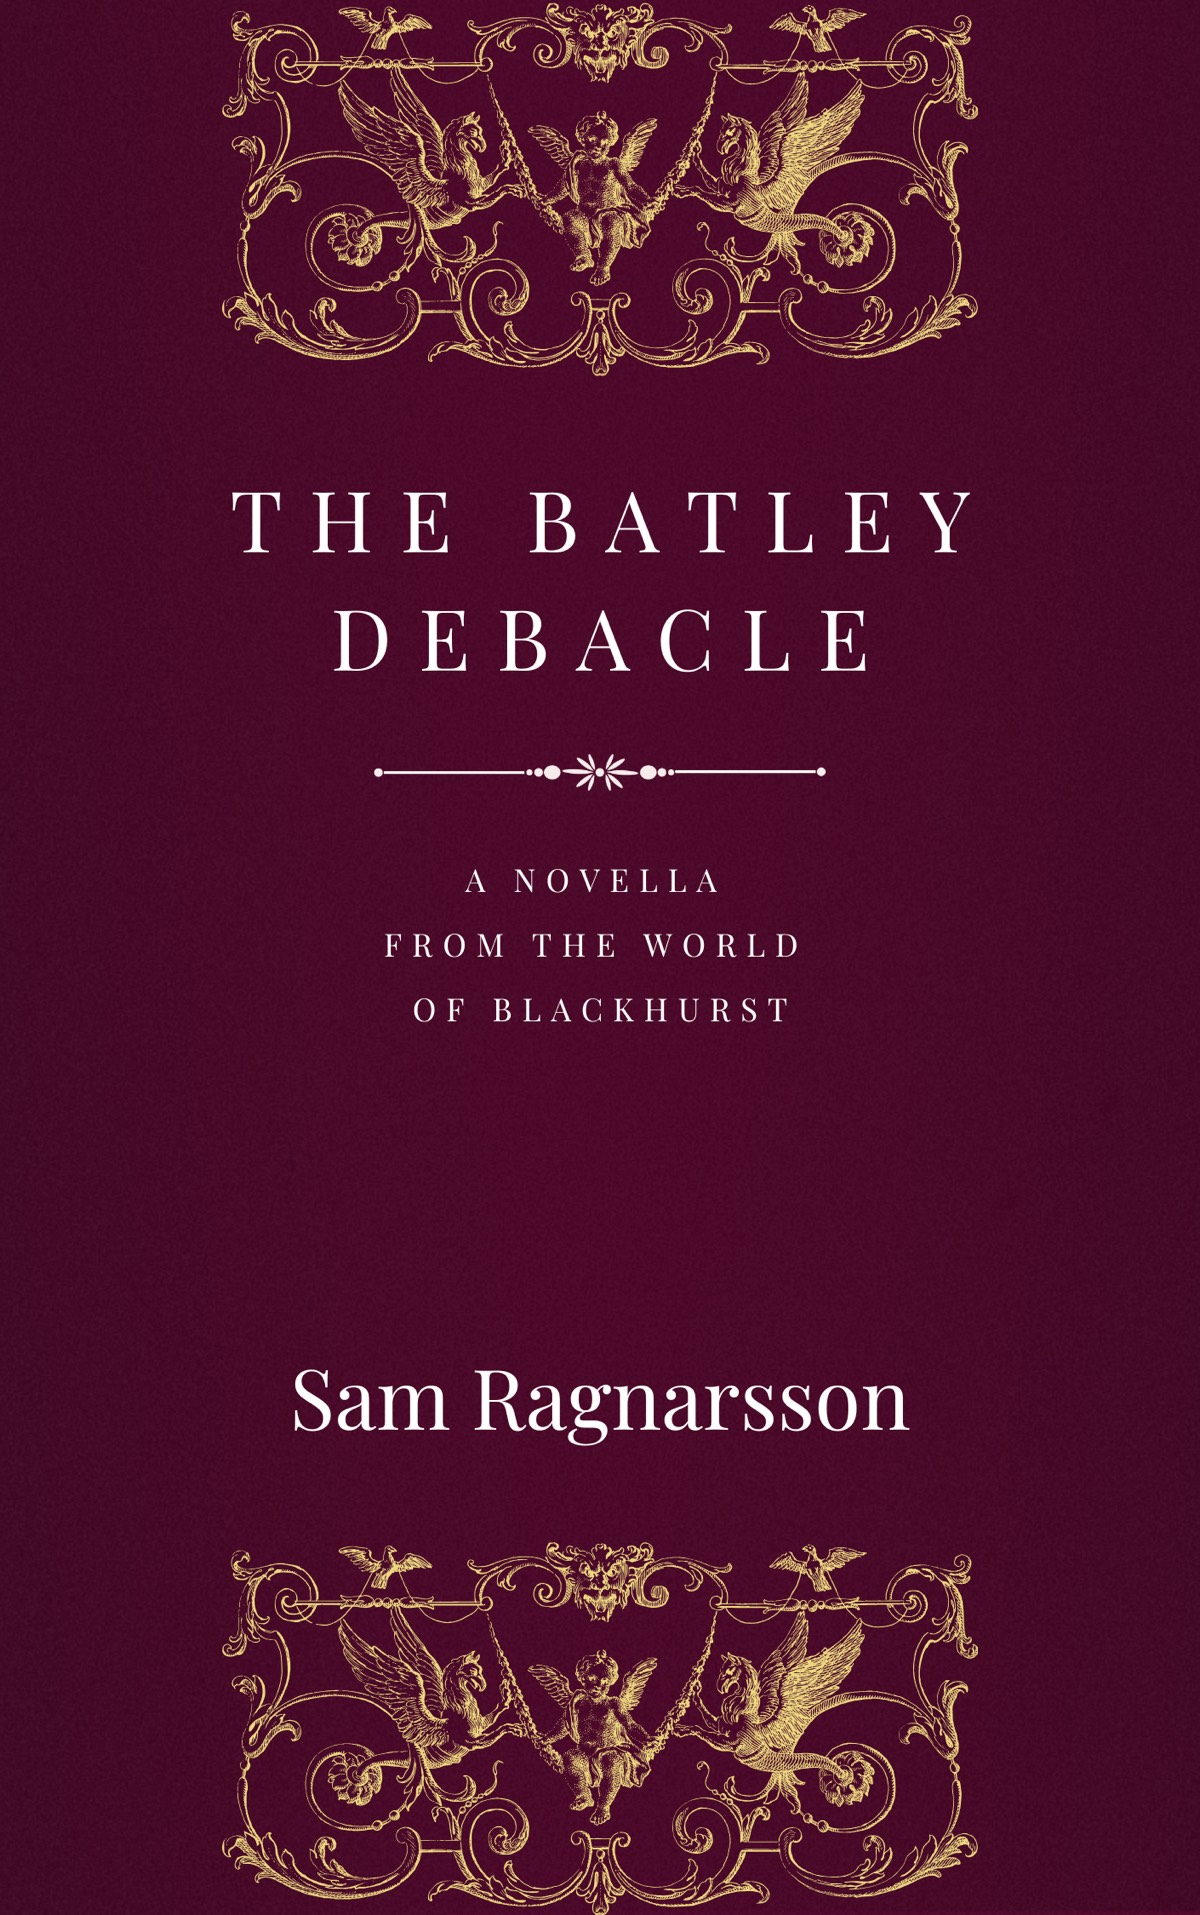 THE BATLEY
DEBACLE
A NOVELLA
FROM THE WORLD
OF BLACKHURST
Sam Ragnarsson